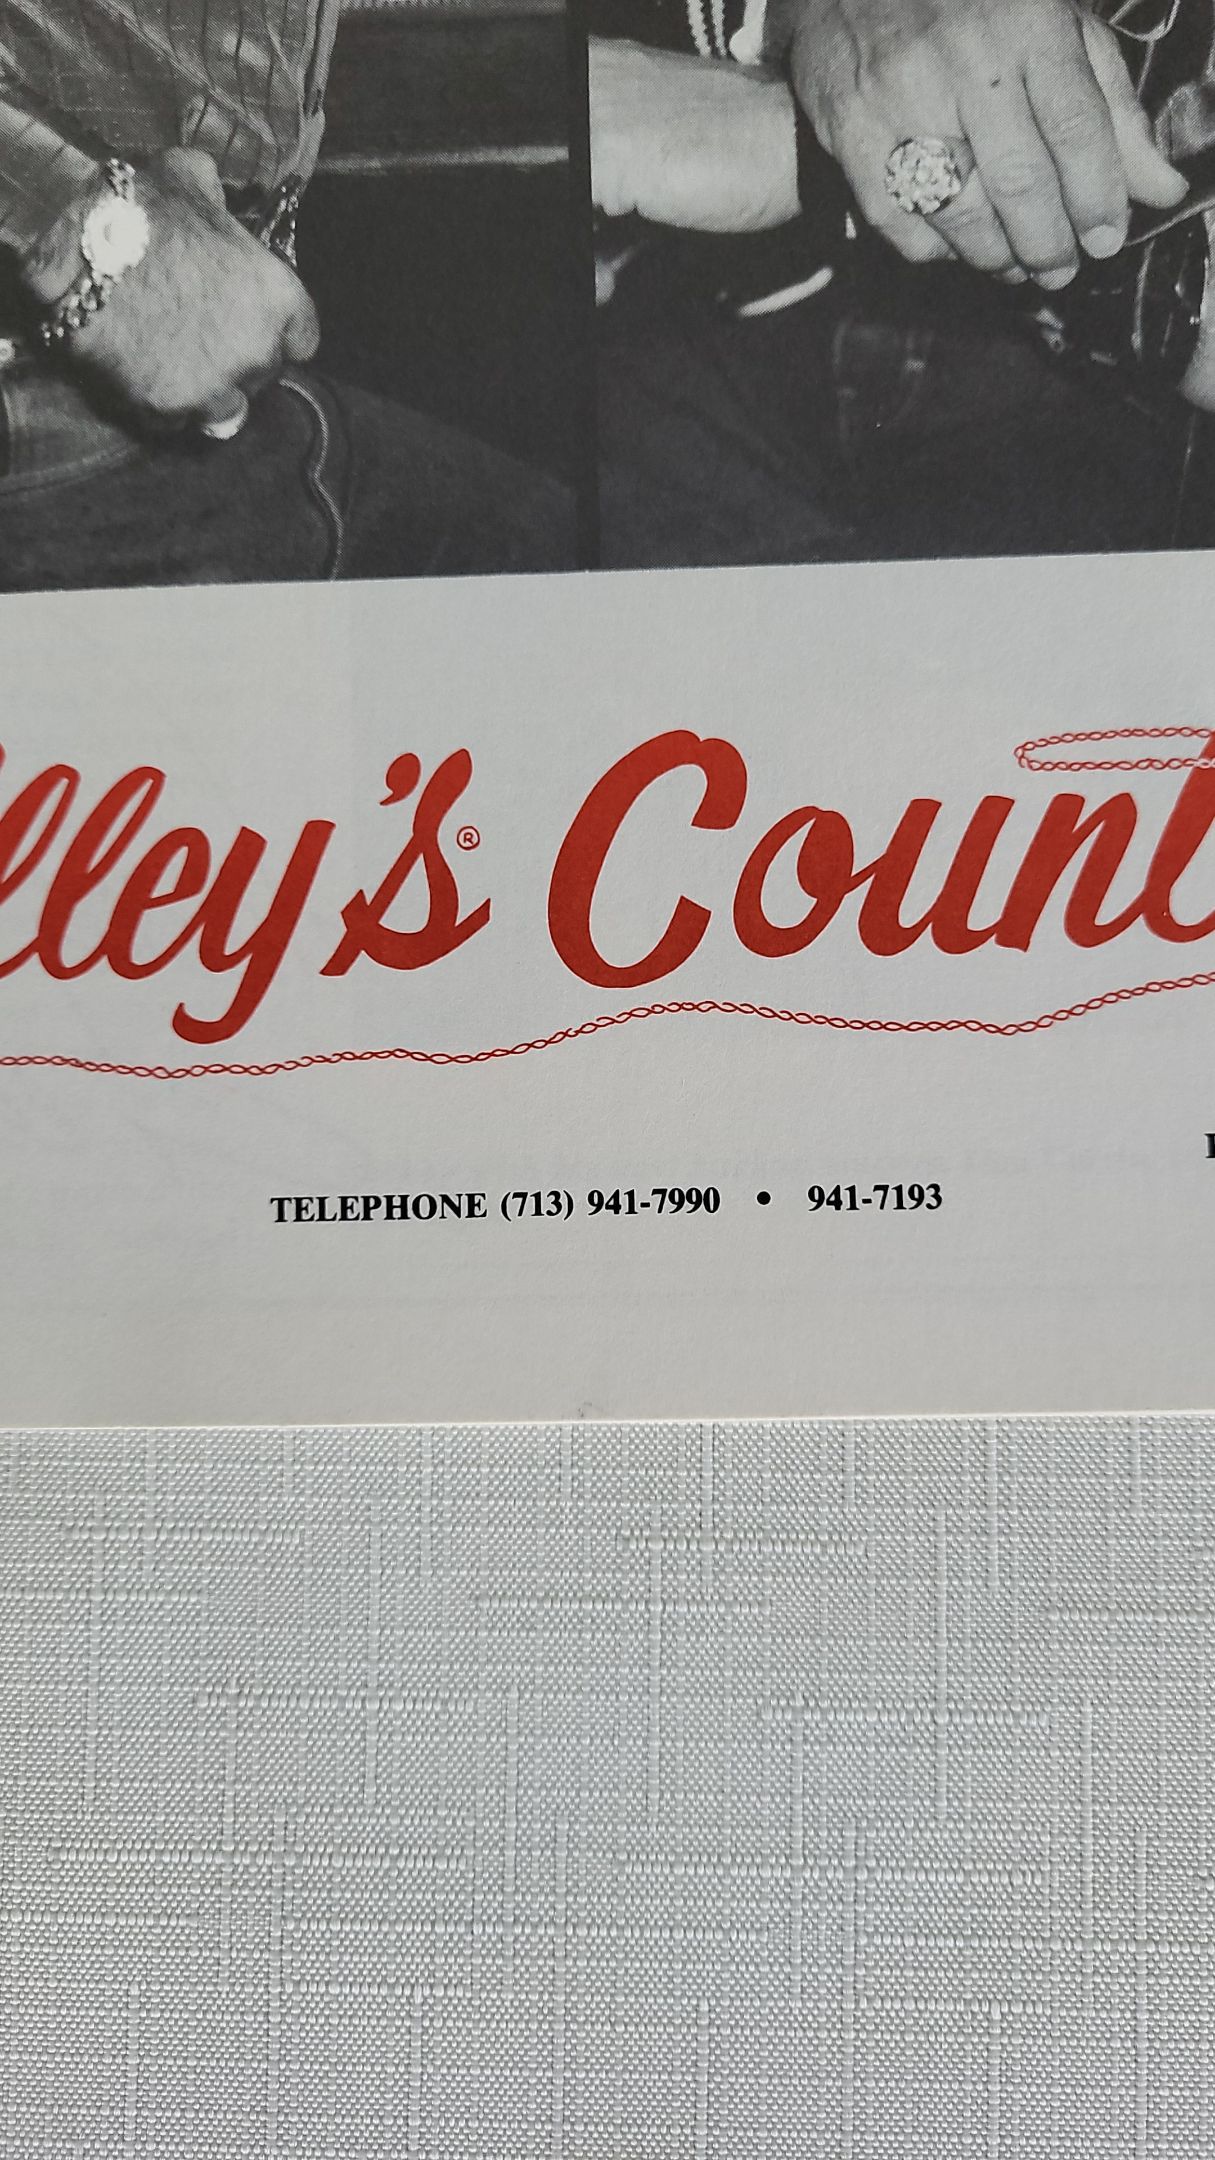 lley's® Count
TELEPHONE (713) 941-7990 • 941-7193